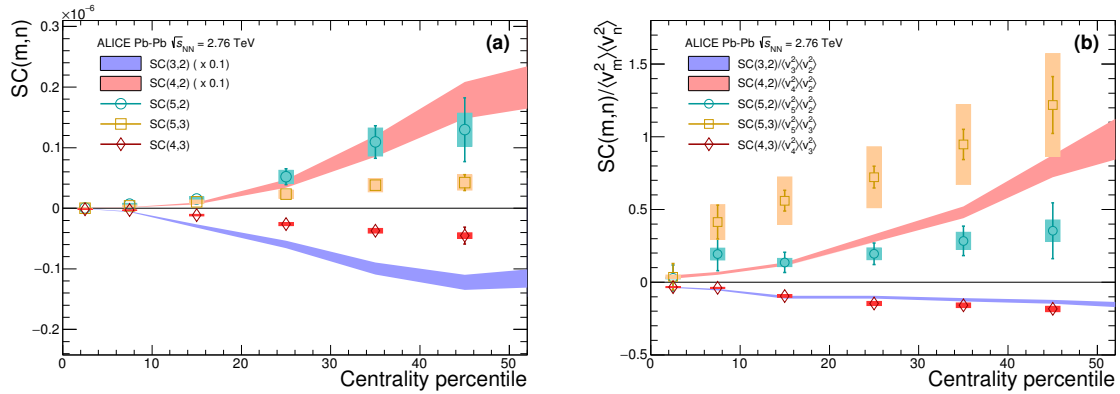 ×10⁻⁶
0.3
0.2
0.1
0
−0.1
−0.2
SC(m,n)
ALICE Pb-Pb √s_NN = 2.76 TeV
(a)
SC(3,2) ( x 0.1)
SC(4,2) ( x 0.1)
SC(5,2)
SC(5,3)
SC(4,3)
0 10 20 30 40 50
Centrality percentile
1.5
1
0.5
0
−0.5
SC(m,n)/⟨v_m^2⟩⟨v_n^2⟩
ALICE Pb-Pb √s_NN = 2.76 TeV
(b)
SC(3,2)/⟨v_3^2⟩⟨v_2^2⟩
SC(4,2)/⟨v_4^2⟩⟨v_2^2⟩
SC(5,2)/⟨v_5^2⟩⟨v_2^2⟩
SC(5,3)/⟨v_5^2⟩⟨v_3^2⟩
SC(4,3)/⟨v_4^2⟩⟨v_3^2⟩
0 10 20 30 40 50
Centrality percentile